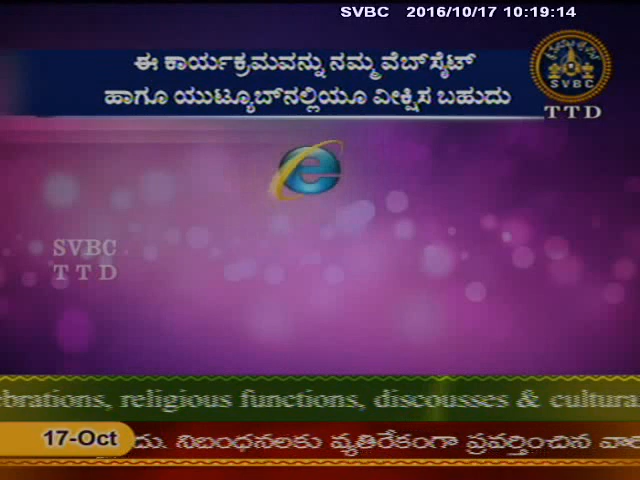 SVBC 2016/10/17 10:19:14
ಈ ಕಾರ್ಯಕ್ರಮವನ್ನು ನಮ್ಮ ವೆಬ್‌ಸೈಟ್
ಹಾಗೂ ಯುಟ್ಯೂಬ್‌ನಲ್ಲಿಯೂ ವೀಕ್ಷಿಸ ಬಹುದು
SVBC
TTD
SVBC
TTD
ebrations, religious functions, discousses & cultura
17-Oct దు. నిబంధనలకు వ్యతిరేకంగా ప్రవర్తించిన వారి